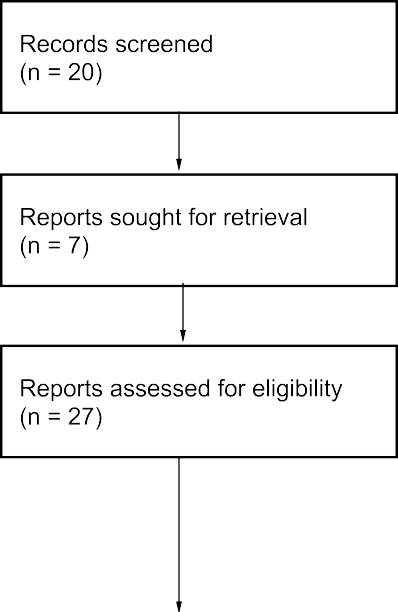 Records screened
(n = 20)
Reports sought for retrieval
(n = 7)
Reports assessed for eligibility
(n = 27)